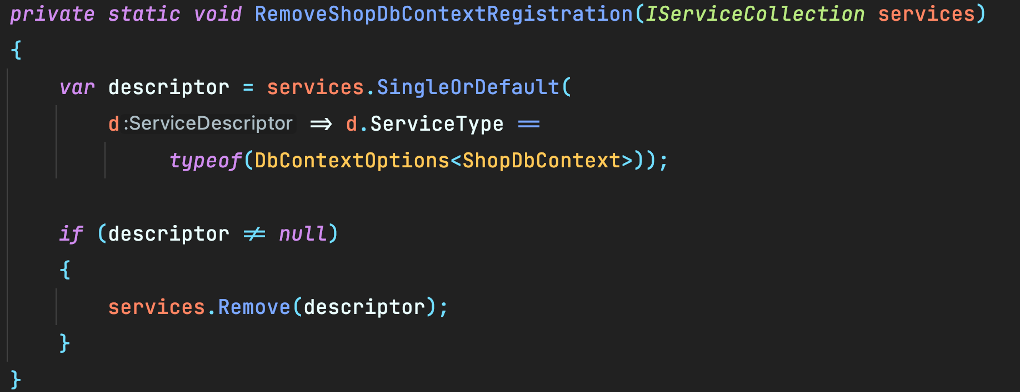 private static void RemoveShopDbContextRegistration(IServiceCollection services)
{
    var descriptor = services.SingleOrDefault(
        d :ServiceDescriptor => d.ServiceType ==
            typeof(DbContextOptions<ShopDbContext>));

    if (descriptor != null)
    {
        services.Remove(descriptor);
    }
}